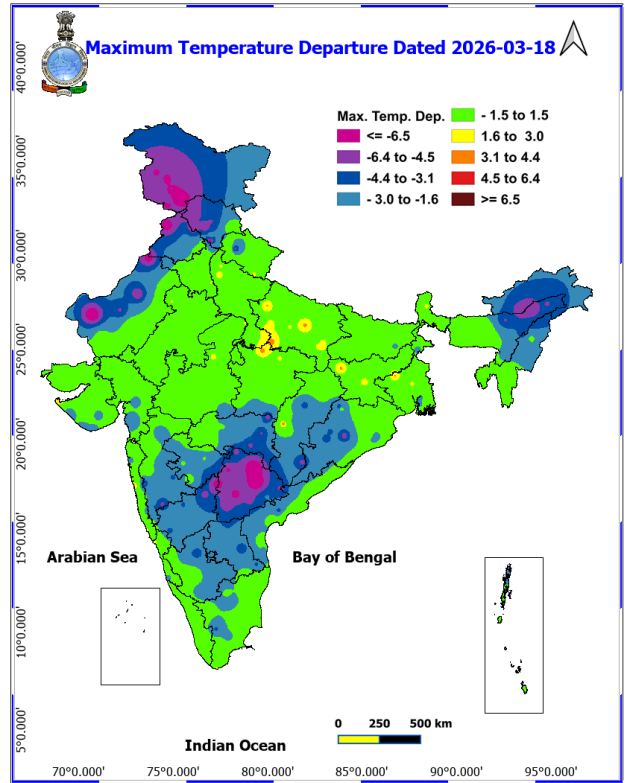 Maximum Temperature Departure Dated 2026-03-18
Max. Temp. Dep.
<= -6.5
-6.4 to -4.5
-4.4 to -3.1
- 3.0 to -1.6
- 1.5 to 1.5
1.6 to 3.0
3.1 to 4.4
4.5 to 6.4
>= 6.5
40°0.000'
35°0.000'
30°0.000'
25°0.000'
20°0.000'
15°0.000'
10°0.000'
5°0.000'
Arabian Sea
Bay of Bengal
Indian Ocean
0 250 500 km
70°0.000' 75°0.000' 80°0.000' 85°0.000' 90°0.000' 95°0.000'